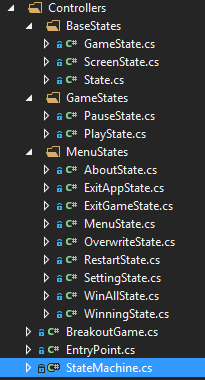 Controllers
BaseStates
C# GameState.cs
C# ScreenState.cs
C# State.cs
GameStates
C# PauseState.cs
C# PlayState.cs
MenuStates
C# AboutState.cs
C# ExitAppState.cs
C# ExitGameState.cs
C# MenuState.cs
C# OverwriteState.cs
C# RestartState.cs
C# SettingState.cs
C# WinAllState.cs
C# WinningState.cs
C# BreakoutGame.cs
C# EntryPoint.cs
C# StateMachine.cs